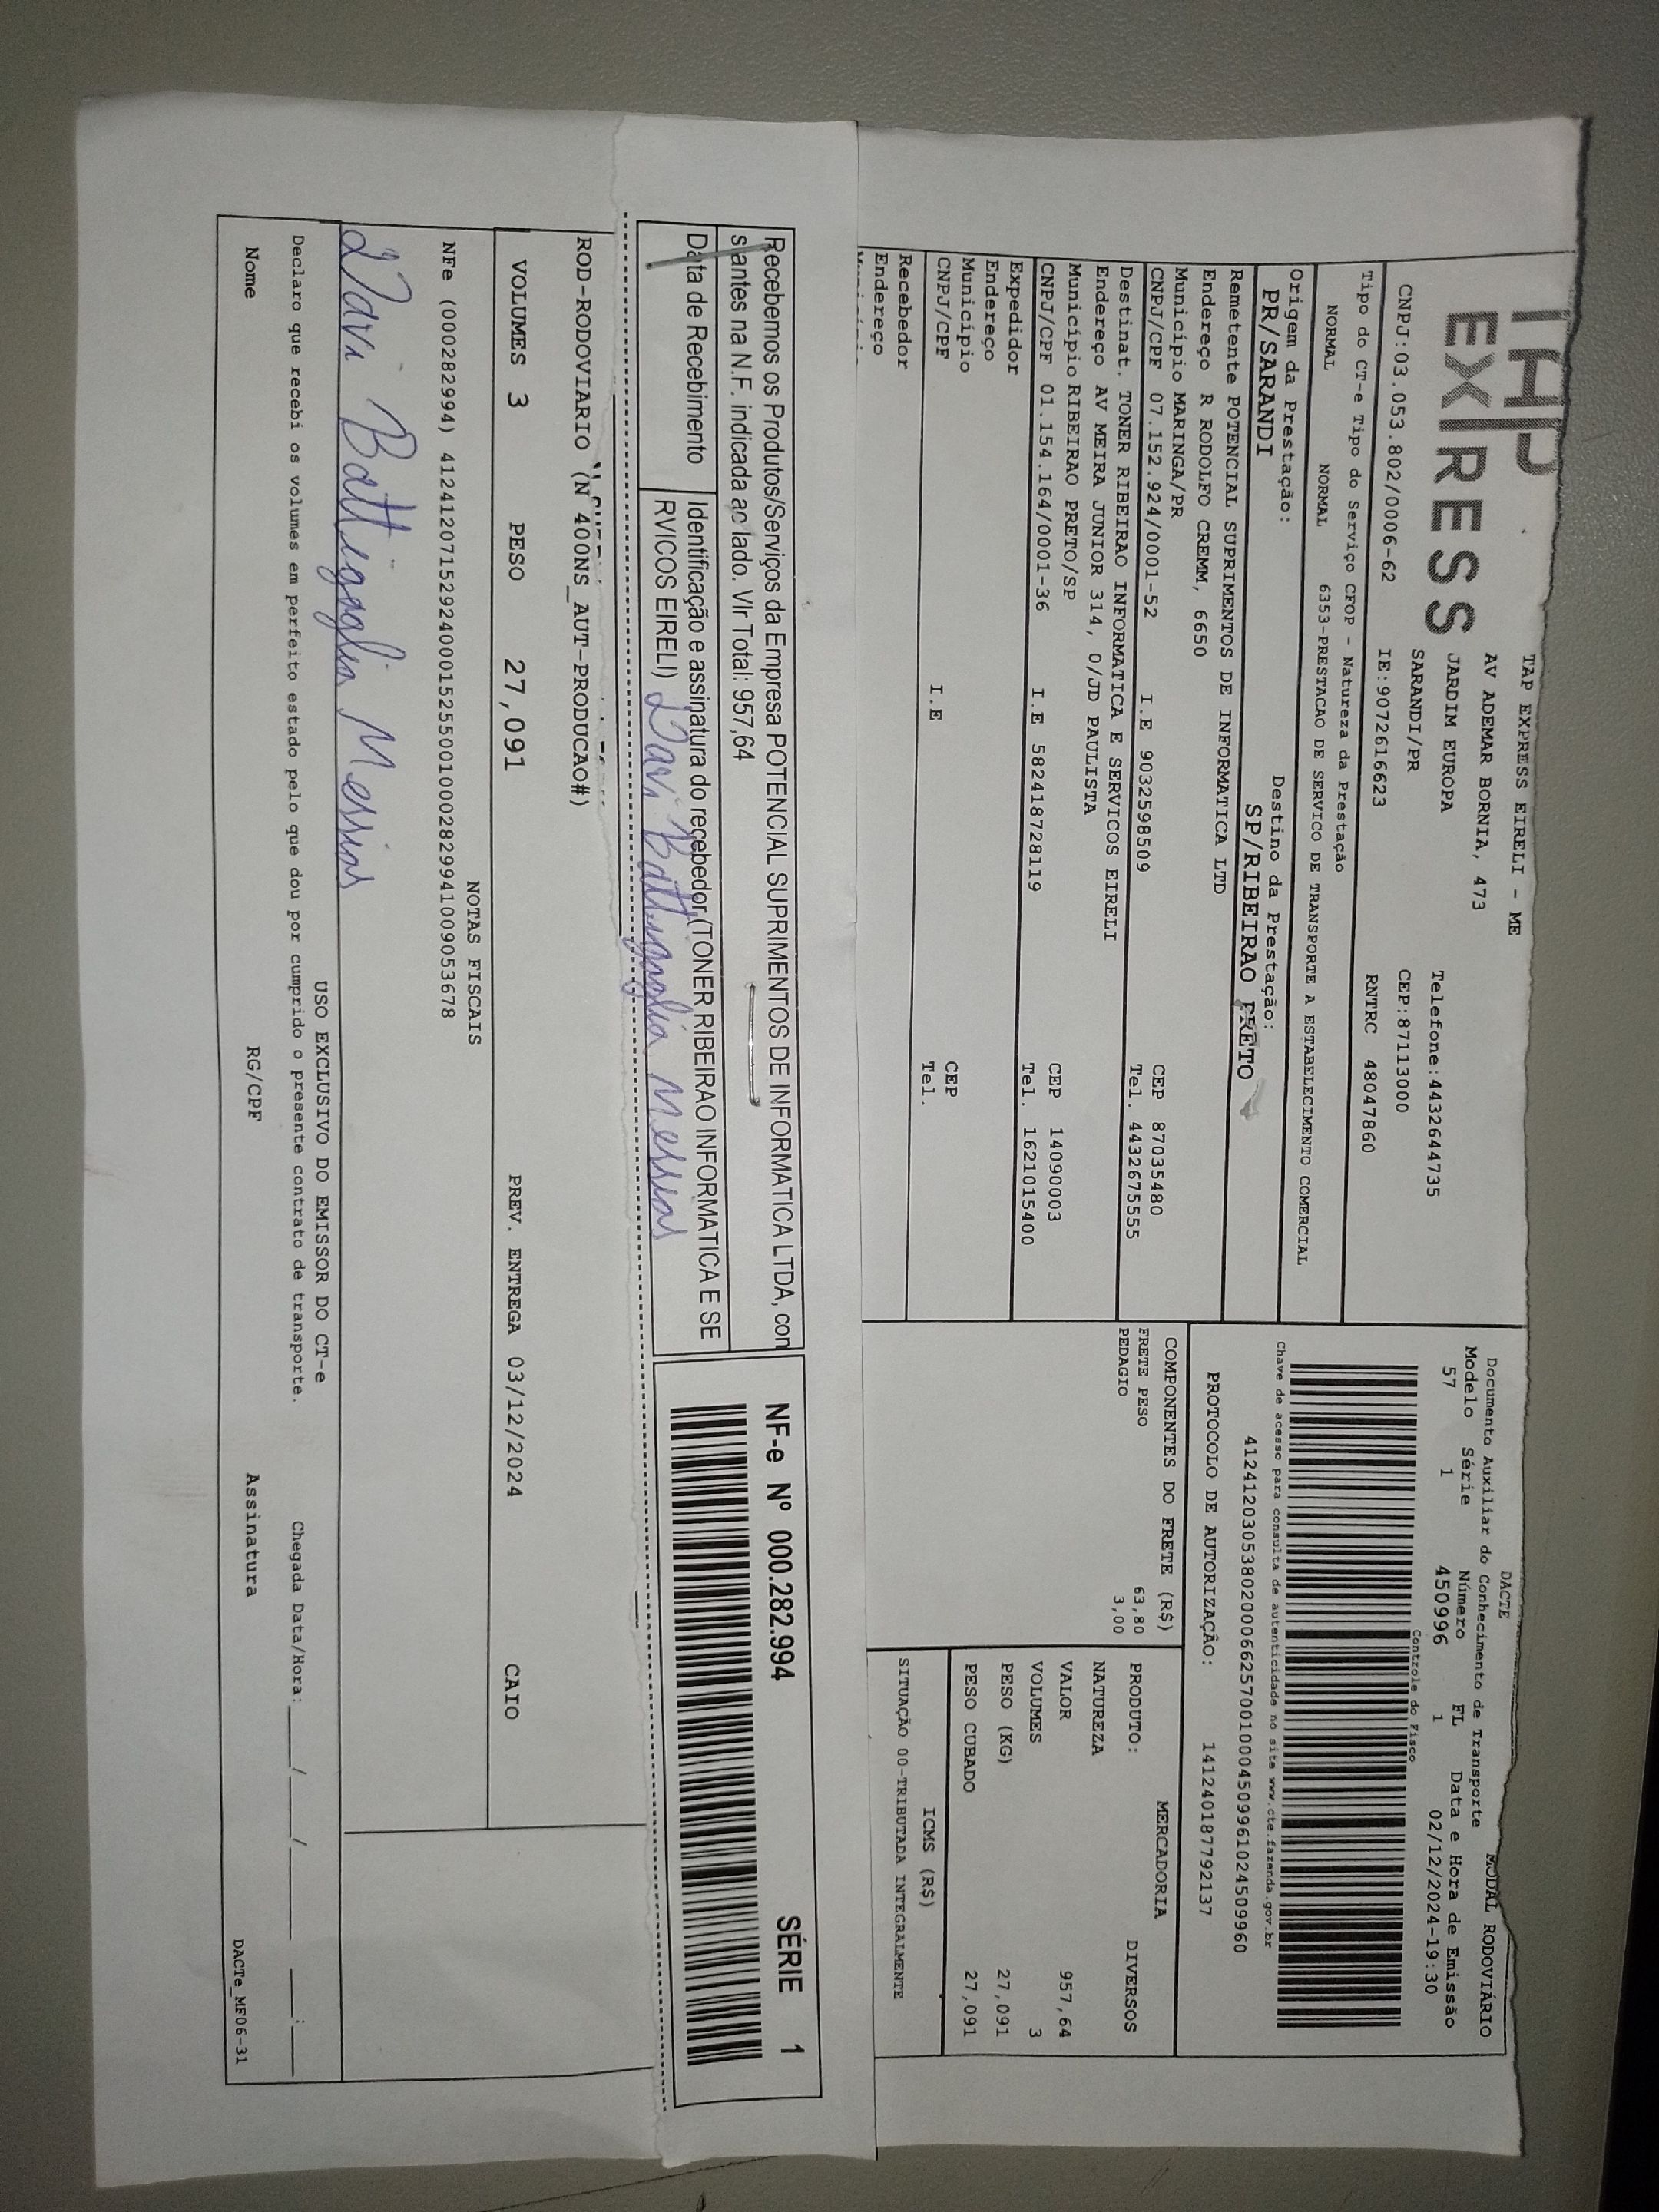 TAP
EXPRESS
TAP EXPRESS EIRELI - ME
AV ADEMAR BORNIA, 473
JARDIM EUROPA
SARANDI/PR
Telefone:4432644735
CEP:87113000
CNPJ:03.053.802/0006-62 IE:9072616623 RNTRC 48047860
Tipo do CT-e Tipo do Serviço CFOP - Natureza da Prestação
NORMAL NORMAL 6353-PRESTACAO DE SERVICO DE TRANSPORTE A ESTABELECIMENTO COMERCIAL
Origem da Prestação: Destino da Prestação:
PR/SARANDI SP/RIBEIRAO PRETO
Remetente POTENCIAL SUPRIMENTOS DE INFORMATICA LTD
Endereço R RODOLFO CREMM, 6650
Município MARINGA/PR CEP 87035480
CNPJ/CPF 07.152.924/0001-52 I.E 9032598509 Tel. 4432675555
Destinat. TONER RIBEIRAO INFORMATICA E SERVICOS EIRELI
Endereço AV MEIRA JUNIOR 314, 0/JD PAULISTA
Município RIBEIRAO PRETO/SP CEP 14090003
CNPJ/CPF 01.154.164/0001-36 I.E 582418728119 Tel. 1621015400
Expedidor
Endereço
Município CEP
CNPJ/CPF I.E Tel.
Recebedor
Endereço
DACTE MODAL RODOVIÁRIO
Documento Auxiliar do Conhecimento de Transporte
Modelo Série Número FL Data e Hora de Emissão
57 1 450996 1 02/12/2024-19:30
Controle do Fisco
Chave de acesso para consulta de autenticidade no site www.cte.fazenda.gov.br
41241203053802000662570010004509961024509960
PROTOCOLO DE AUTORIZAÇÃO: 141240187792137
COMPONENTES DO FRETE (R$)
FRETE PESO 63,80
PEDAGIO 3,00
MERCADORIA
PRODUTO: DIVERSOS
NATUREZA
VALOR 957,64
VOLUMES 3
PESO (KG) 27,091
PESO CUBADO 27,091
ICMS (R$)
SITUAÇÃO 00-TRIBUTADA INTEGRALMENTE
Recebemos os Produtos/Serviços da Empresa POTENCIAL SUPRIMENTOS DE INFORMATICA LTDA, con
stantes na N.F. indicada ao lado. Vlr Total: 957,64
Data de Recebimento
Identificação e assinatura do recebedor (TONER RIBEIRAO INFORMATICA E SE
RVICOS EIRELI) Davi Battigaglia Messias
NF-e Nº 000.282.994 SÉRIE 1
ROD-RODOVIARIO (N 400NS_AUT-PRODUCAO#)
VOLUMES 3 PESO 27,091 PREV. ENTREGA 03/12/2024 CAIO
NOTAS FISCAIS
NFe (000282994) 41241207152924000152550010002829941009053678
Davi Battigaglia Messias
USO EXCLUSIVO DO EMISSOR DO CT-e
Declaro que recebi os volumes em perfeito estado pelo que dou por cumprido o presente contrato de transporte. Chegada Data/Hora:___/___/_____ __:__
Nome RG/CPF Assinatura DACTe_MF06-31